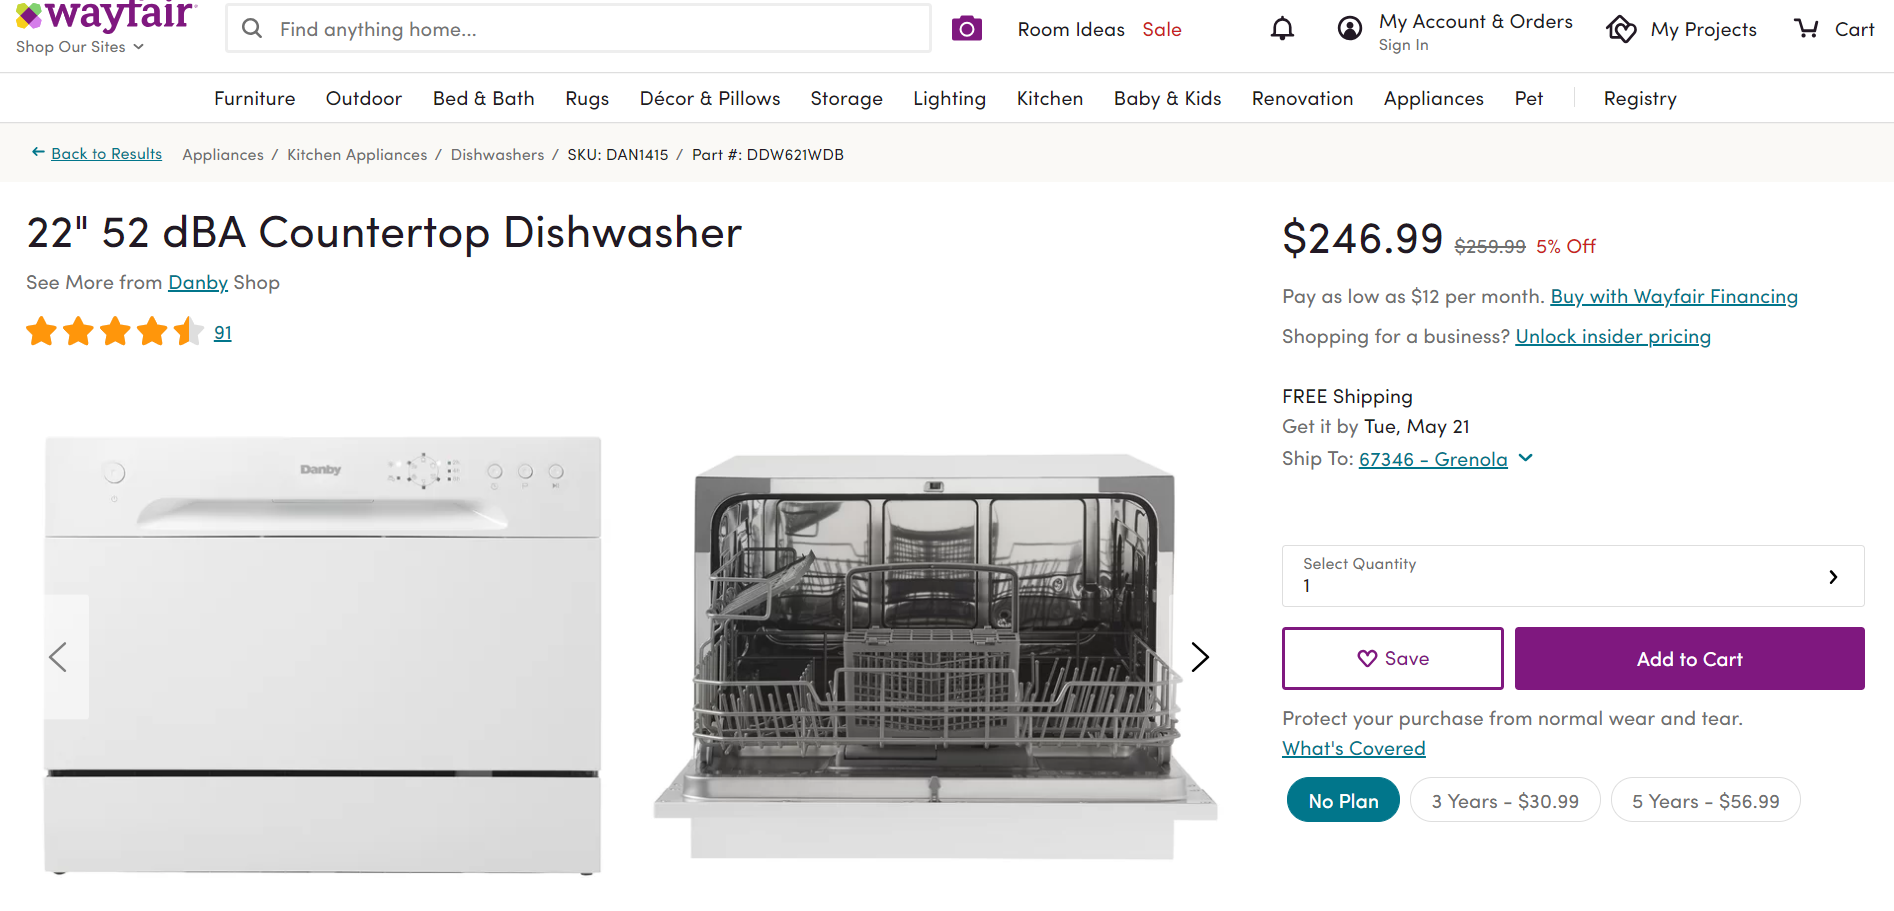 wayfair
Shop Our Sites
Find anything home...
Room Ideas
Sale
My Account & Orders
Sign In
My Projects
Cart
Furniture
Outdoor
Bed & Bath
Rugs
Décor & Pillows
Storage
Lighting
Kitchen
Baby & Kids
Renovation
Appliances
Pet
Registry
Back to Results
Appliances / Kitchen Appliances / Dishwashers / SKU: DAN1415 / Part #: DDW621WDB
22" 52 dBA Countertop Dishwasher
See More from Danby Shop
91
Danby
$246.99 $259.99 5% Off
Pay as low as $12 per month. Buy with Wayfair Financing
Shopping for a business? Unlock insider pricing
FREE Shipping
Get it by Tue, May 21
Ship To: 67346 - Grenola
Select Quantity
1
Save
Add to Cart
Protect your purchase from normal wear and tear.
What's Covered
No Plan
3 Years - $30.99
5 Years - $56.99